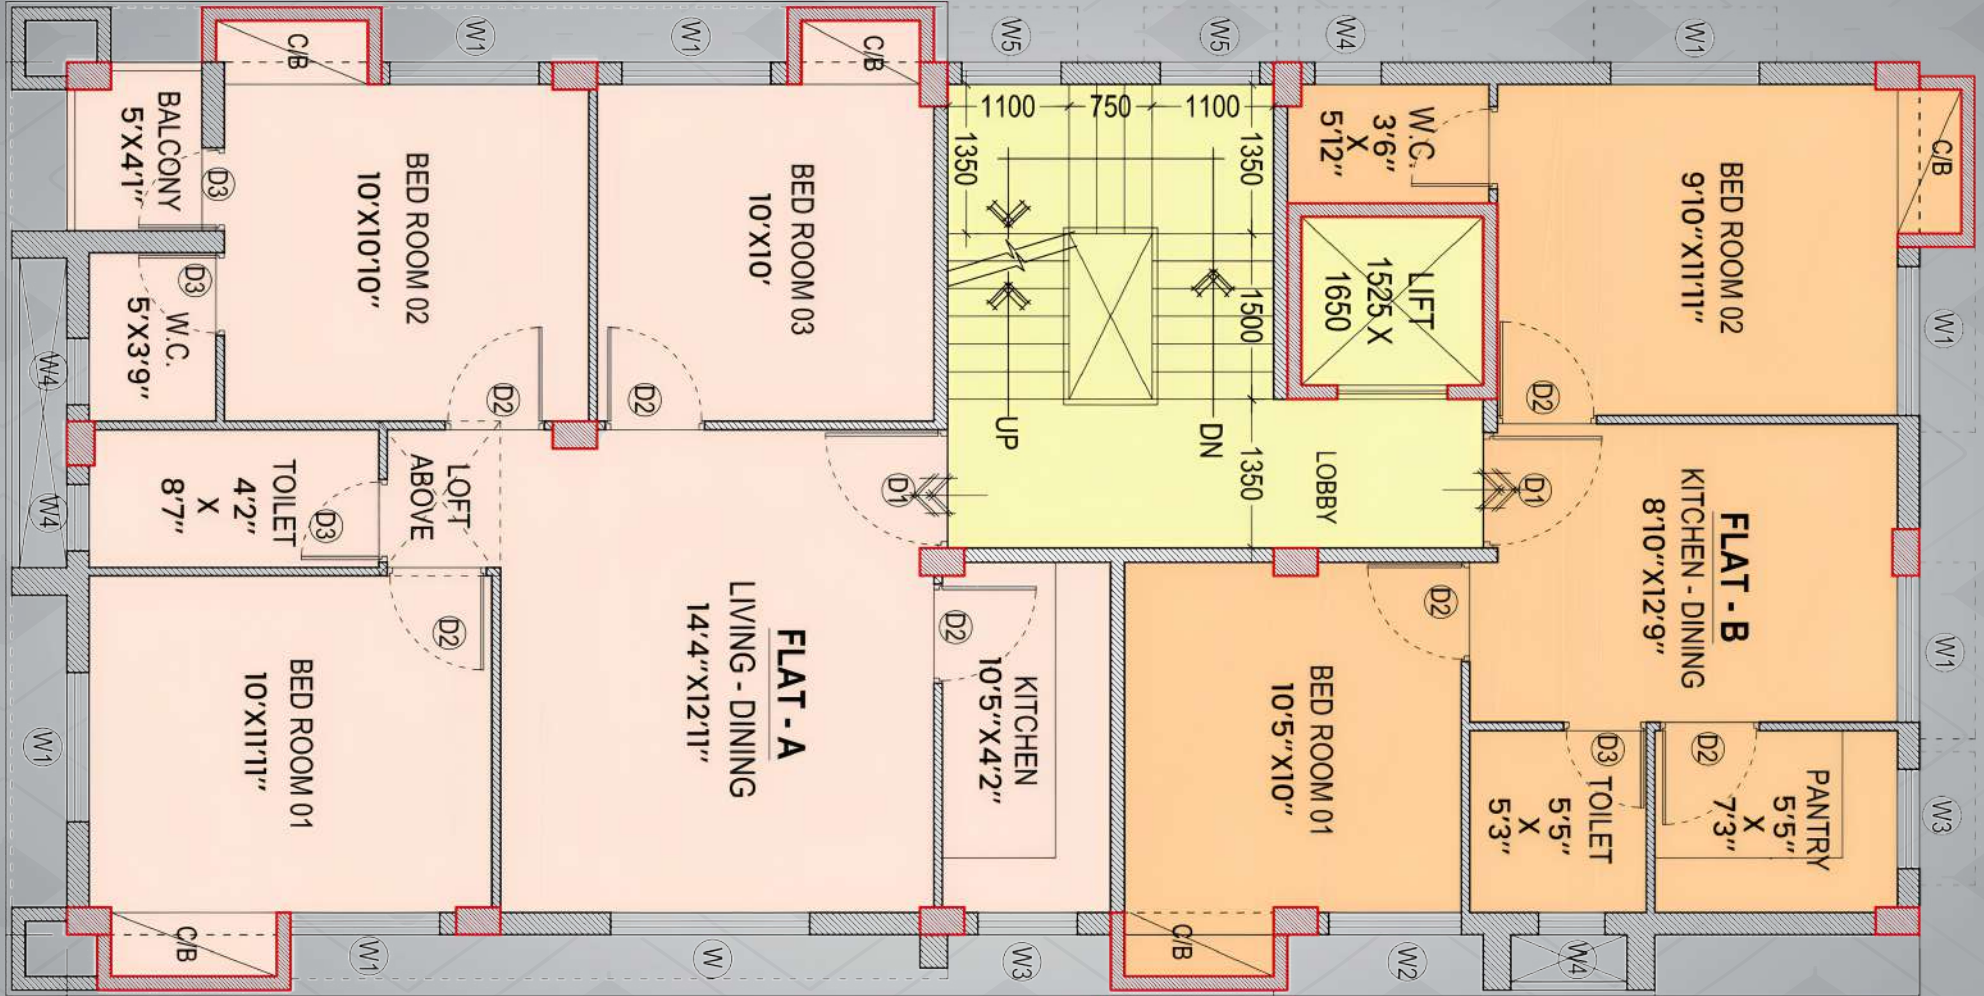 C/B
W1
W1
C/B
W5
W5
W4
W1
BALCONY
5'X4'1"
D3
BED ROOM 02
10'X10'10"
BED ROOM 03
10'X10'
1100
750
1100
1350
1350
1500
1350
UP
DN
LOBBY
W.C.
3'6"
X
5'12"
LIFT
1525 X
1650
BED ROOM 02
9'10"X11'11"
C/B
W1
D3
W.C.
5'X3'9"
W4
W4
D2
D2
D2
D1
D1
TOILET
4'2"
X
8'7"
D3
LOFT
ABOVE
D2
BED ROOM 01
10'X11'11"
W1
FLAT - A
LIVING - DINING
14'4"X12'11"
D2
KITCHEN
10'5"X4'2"
D2
BED ROOM 01
10'5"X10"
FLAT - B
KITCHEN - DINING
8'10"X12'9"
W1
D3
TOILET
5'5"
X
5'3"
D2
PANTRY
5'5"
X
7'3"
W3
C/B
W1
W
W3
C/B
W2
W4